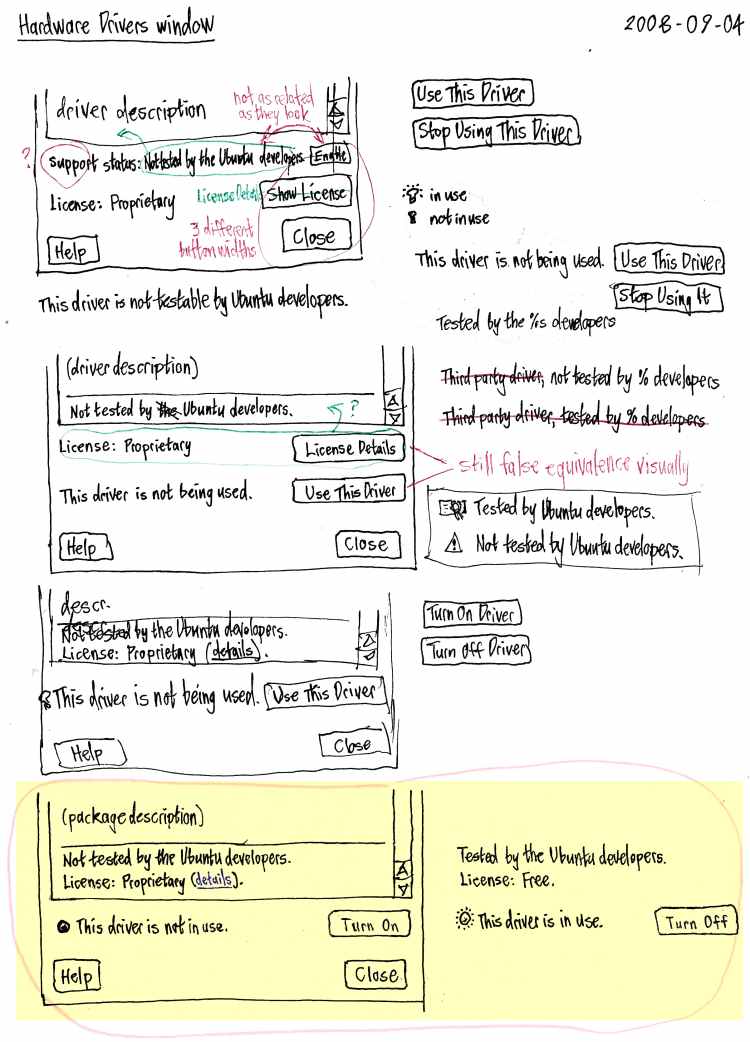 Hardware Drivers window
2008-09-04
driver description
not as related
as they look
? Support status: Not tested by the Ubuntu developers. Enable
License: Proprietary
License Details
Show License
3 different
button widths
Help
Close
This driver is not testable by Ubuntu developers.
Use This Driver
Stop Using This Driver
in use
not in use
This driver is not being used. Use This Driver
Stop Using It
Tested by the %s developers
Third party driver, not tested by % developers
Third party driver, tested by % developers
(driver description)
Not tested by the Ubuntu developers.
?
License: Proprietary
License Details
This driver is not being used.
Use This Driver
Help
Close
still false equivalence visually
Tested by Ubuntu developers.
Not tested by Ubuntu developers.
descr.
Not tested by the Ubuntu developers.
License: Proprietary (details).
This driver is not being used. Use This Driver
Help
Close
Turn On Driver
Turn Off Driver
(package description)
Not tested by the Ubuntu developers.
License: Proprietary (details).
This driver is not in use.
Turn On
Help
Close
Tested by the Ubuntu developers.
License: Free.
This driver is in use.
Turn Off